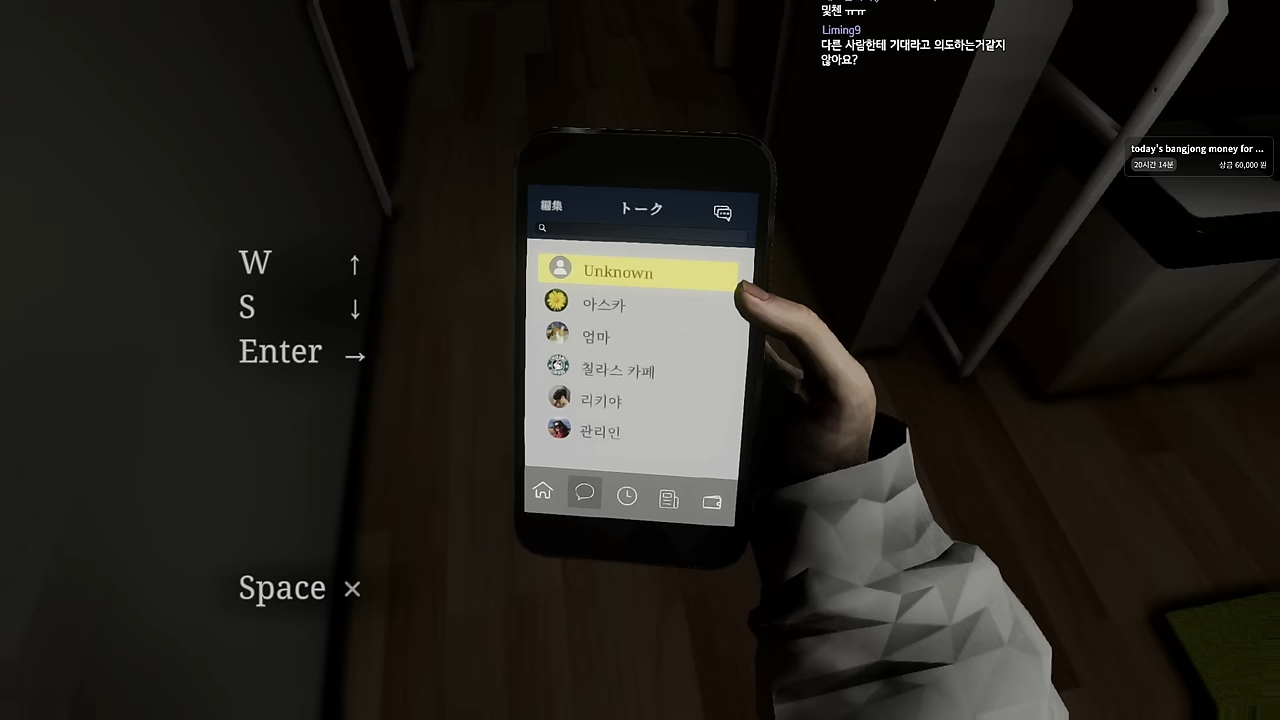 몇첸 ㅠㅠ
Liming9
다른 사람한테 기대라고 의도하는거같지
않아요?
today's bangjong money for ...
20시간 14분
상금 60,000 원
編集
トーク
Unknown
아스카
엄마
칠라스 카페
리키야
관리인
W ↑
S ↓
Enter →
Space ×